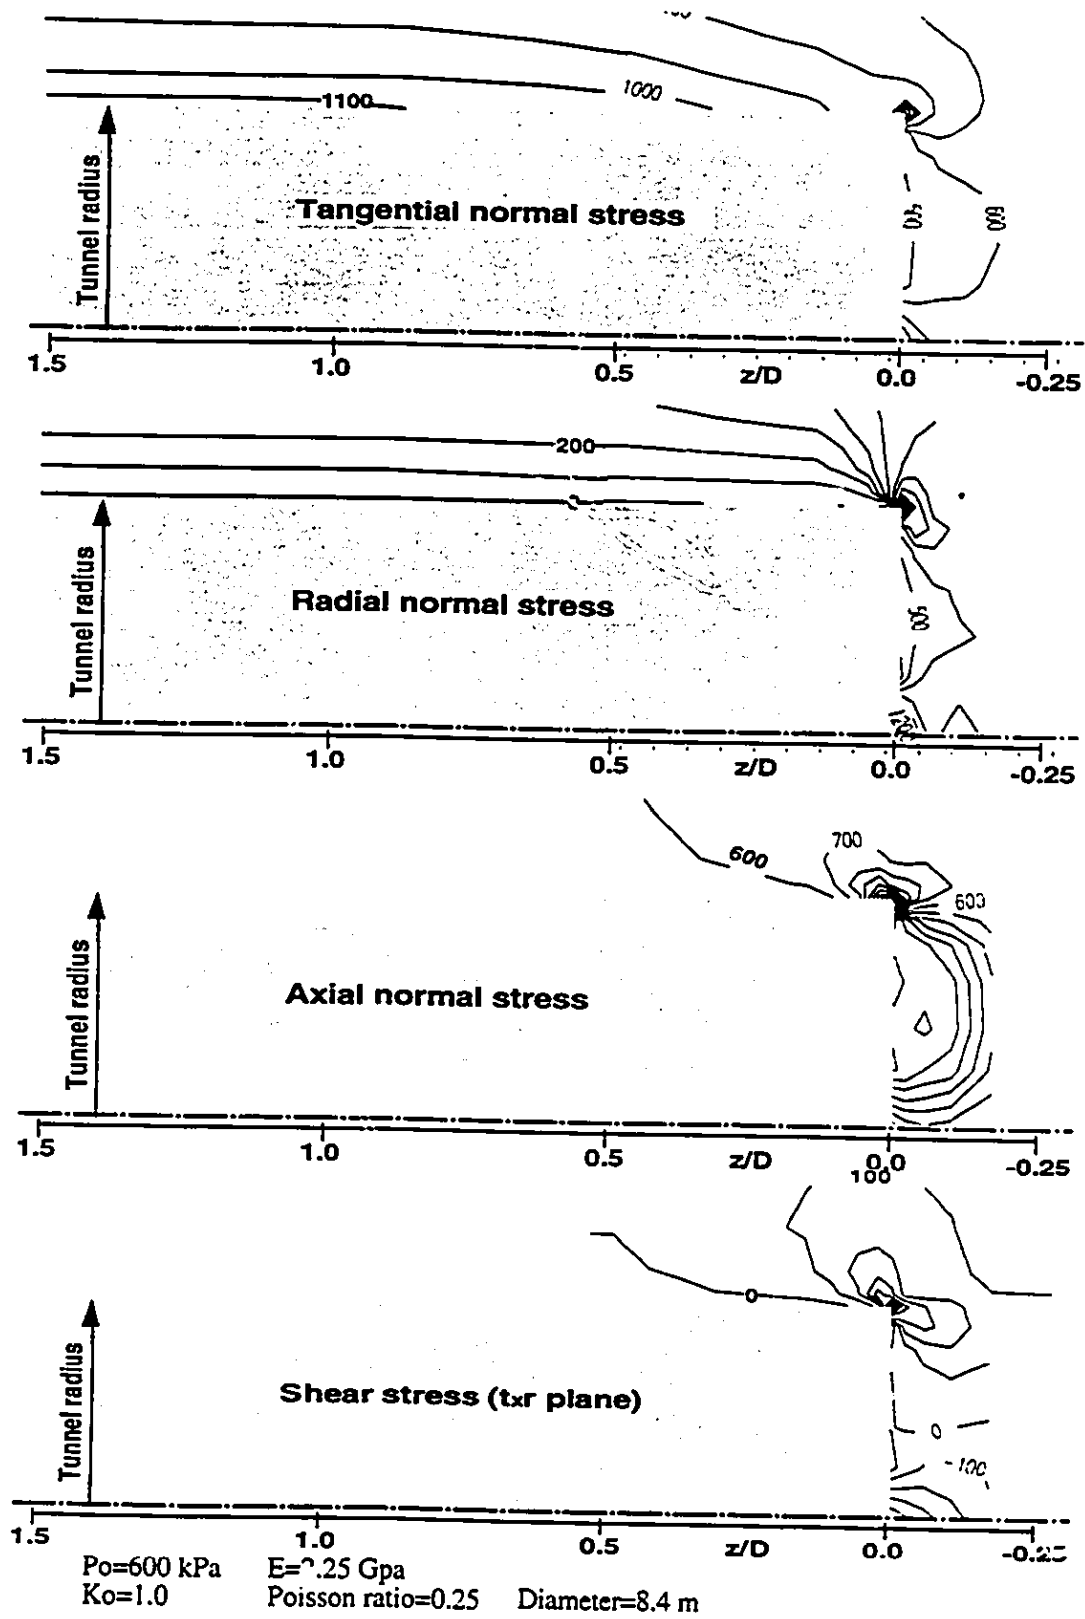 1100
1000
Tunnel radius
Tangential normal stress
500
600
1.5 1.0 0.5 z/D 0.0 -0.25
200
0
Tunnel radius
Radial normal stress
500
1.5 1.0 0.5 z/D 0.0 -0.25
600
700
600
Tunnel radius
Axial normal stress
1.5 1.0 0.5 z/D 0.0 -0.25
100
0
Tunnel radius
Shear stress (txr plane)
0
-100
1.5 1.0 0.5 z/D 0.0
Po=600 kPa
Ko=1.0 Poisson ratio=0.25 Diameter=8.4 m